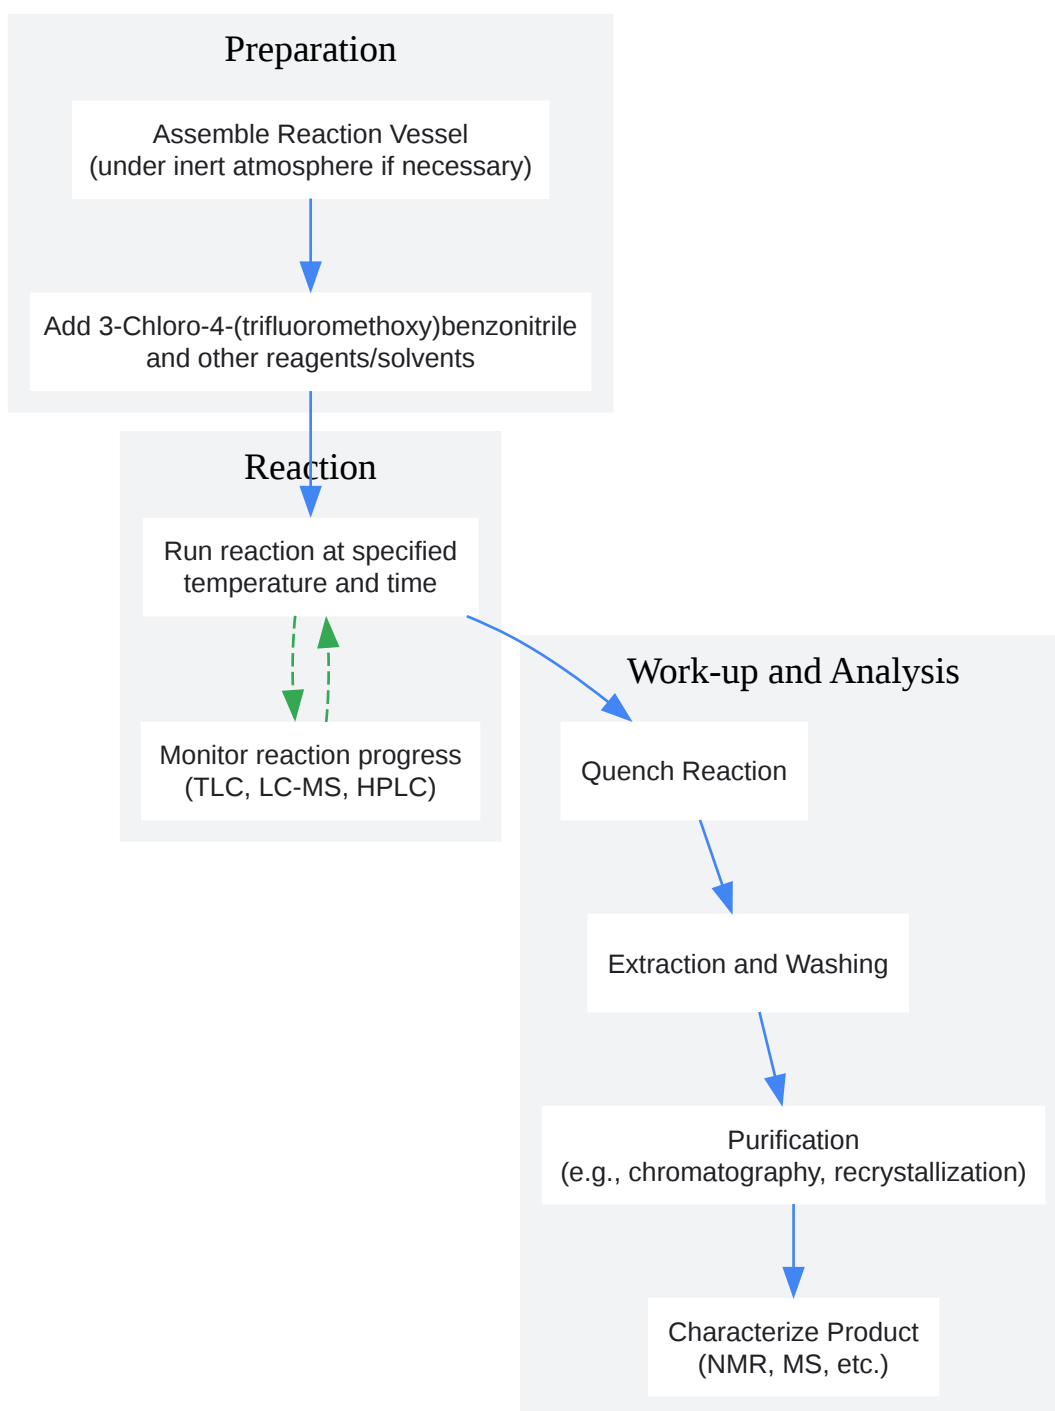 Preparation
Assemble Reaction Vessel
(under inert atmosphere if necessary)
Add 3-Chloro-4-(trifluoromethoxy)benzonitrile
and other reagents/solvents
Reaction
Run reaction at specified
temperature and time
Monitor reaction progress
(TLC, LC-MS, HPLC)
Work-up and Analysis
Quench Reaction
Extraction and Washing
Purification
(e.g., chromatography, recrystallization)
Characterize Product
(NMR, MS, etc.)